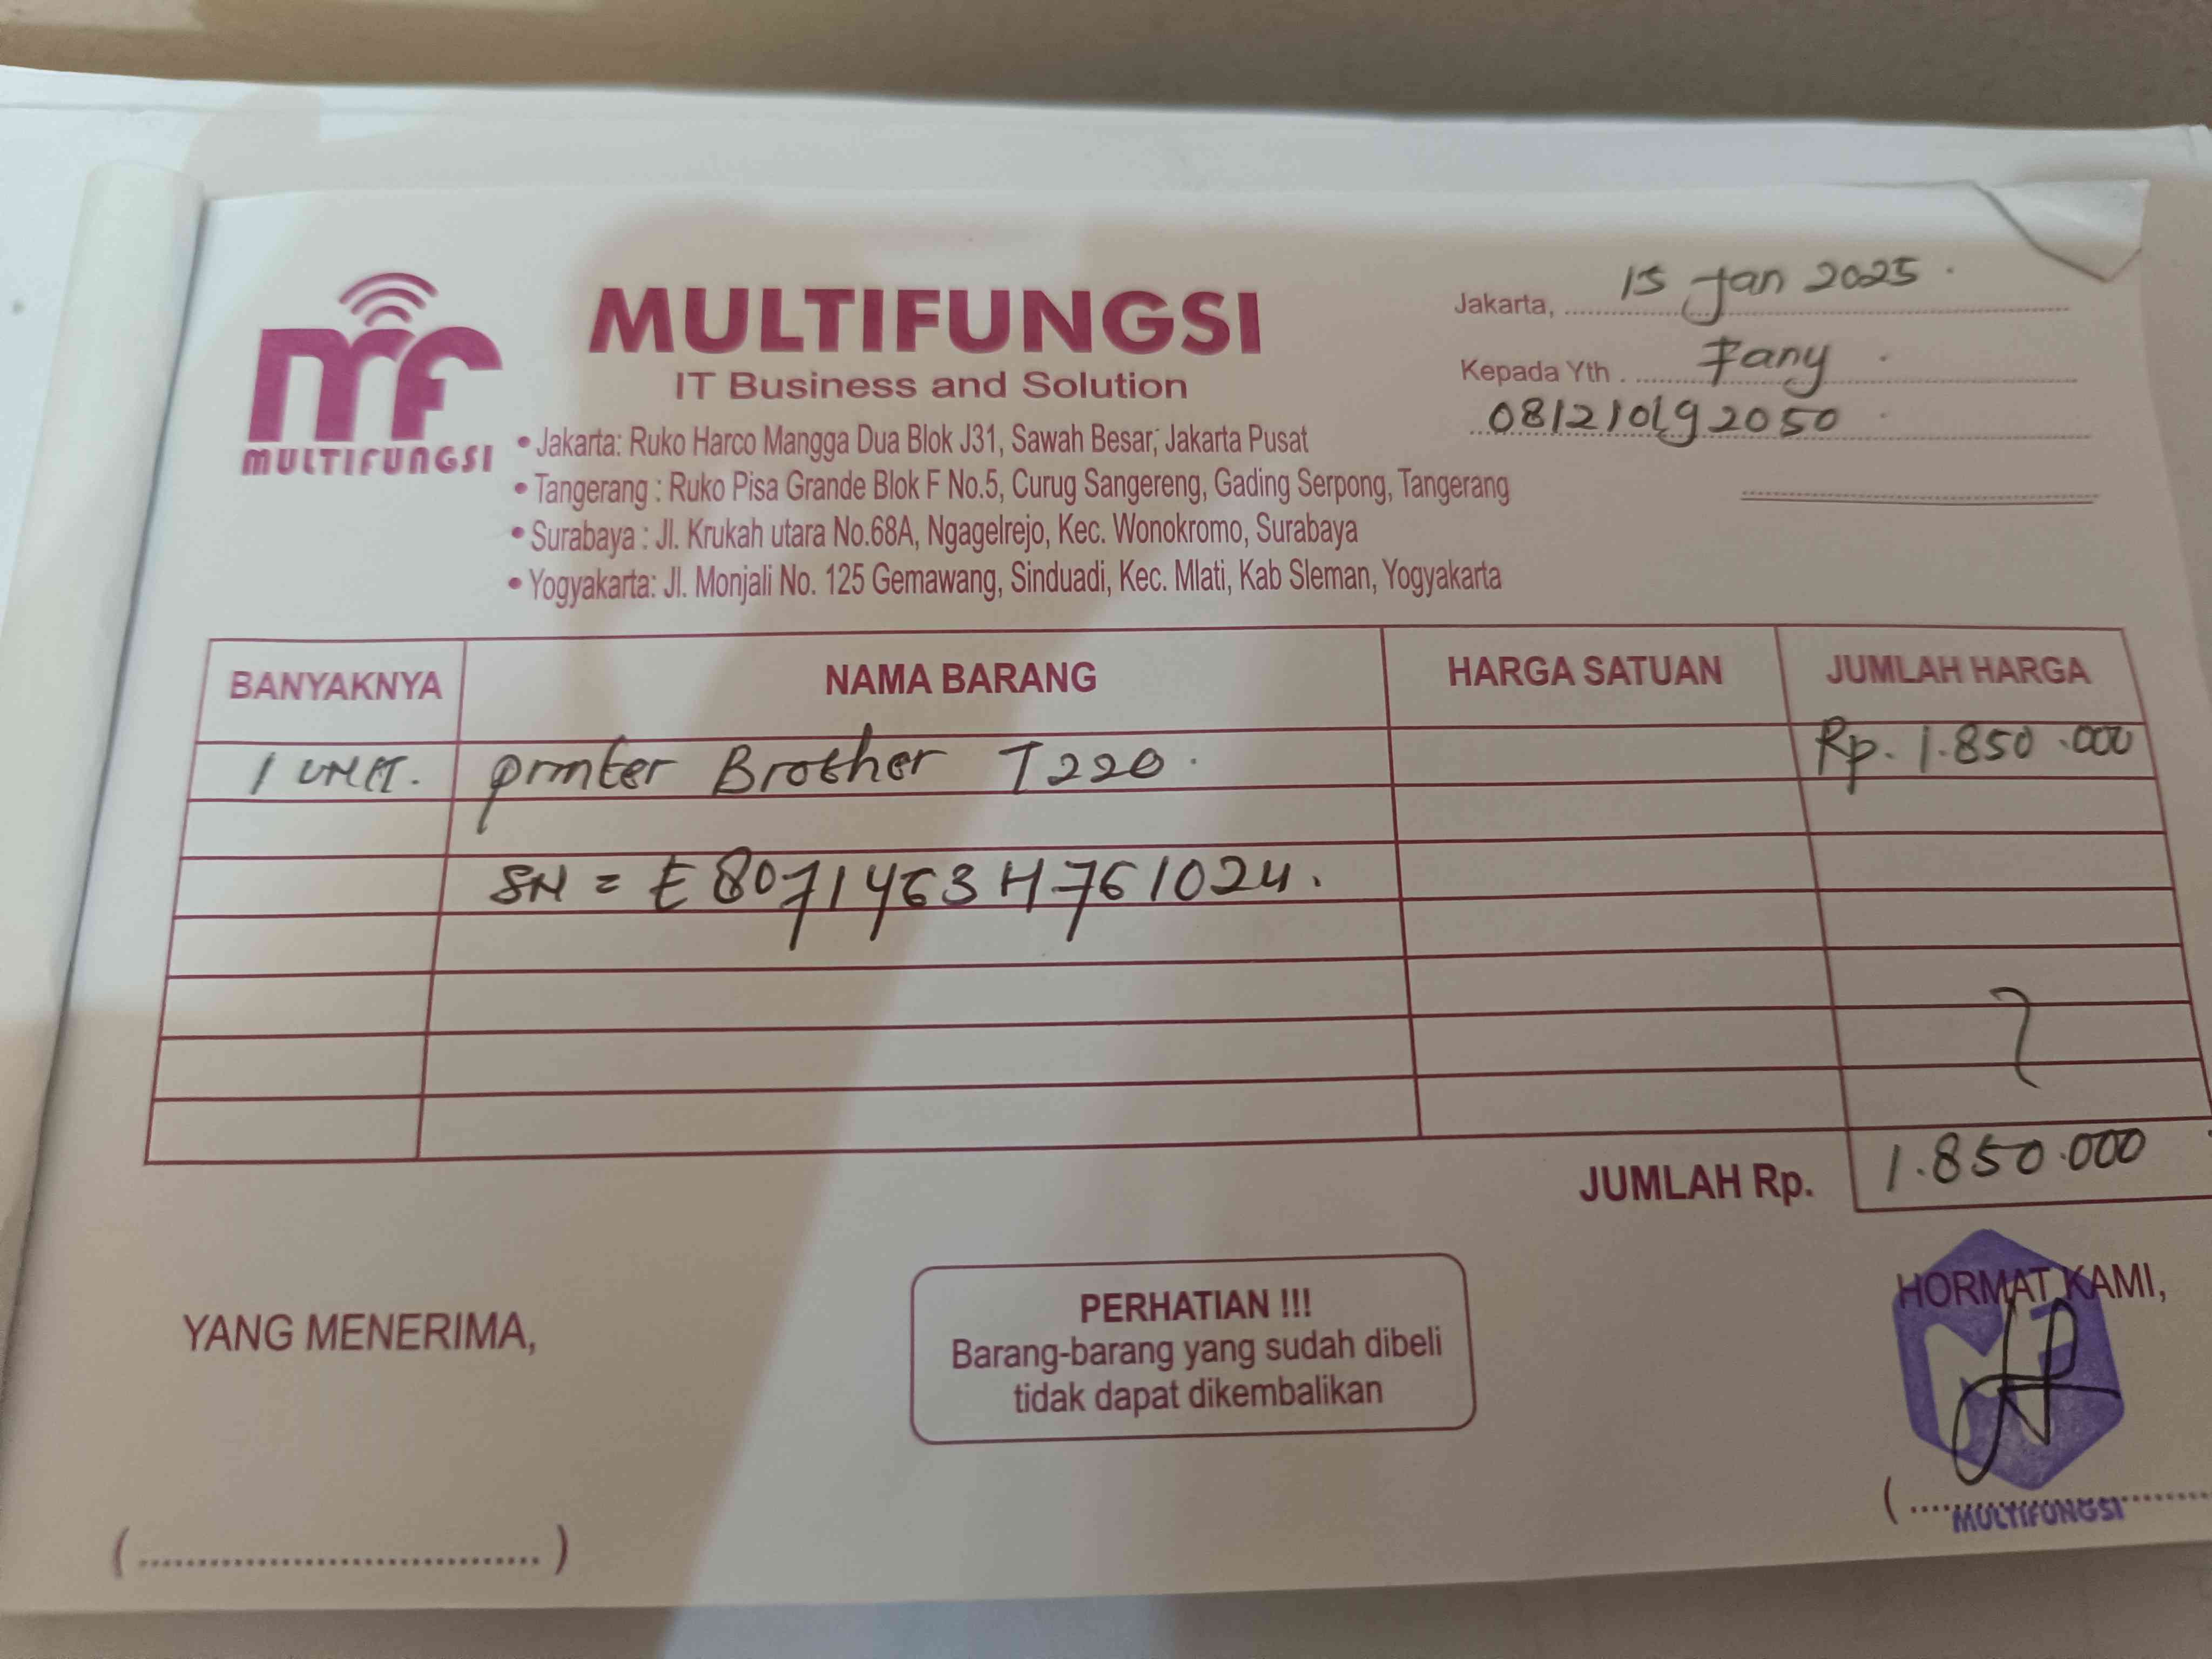 mf
MULTIFUNGSI
MULTIFUNGSI
IT Business and Solution
• Jakarta: Ruko Harco Mangga Dua Blok J31, Sawah Besar, Jakarta Pusat
• Tangerang : Ruko Pisa Grande Blok F No.5, Curug Sangereng, Gading Serpong, Tangerang
• Surabaya : Jl. Krukah utara No.68A, Ngagelrejo, Kec. Wonokromo, Surabaya
• Yogyakarta: Jl. Monjali No. 125 Gemawang, Sinduadi, Kec. Mlati, Kab Sleman, Yogyakarta
Jakarta, 15 Jan 2025
Kepada Yth. Fany
BANYAKNYA NAMA BARANG HARGA SATUAN JUMLAH HARGA
1 unit. printer Brother T220. Rp. 1.850.000
SN = E8071463H761024.
JUMLAH Rp. 1.850.000
YANG MENERIMA,
PERHATIAN !!!
Barang-barang yang sudah dibeli
tidak dapat dikembalikan
HORMAT KAMI,
MULTIFUNGSI